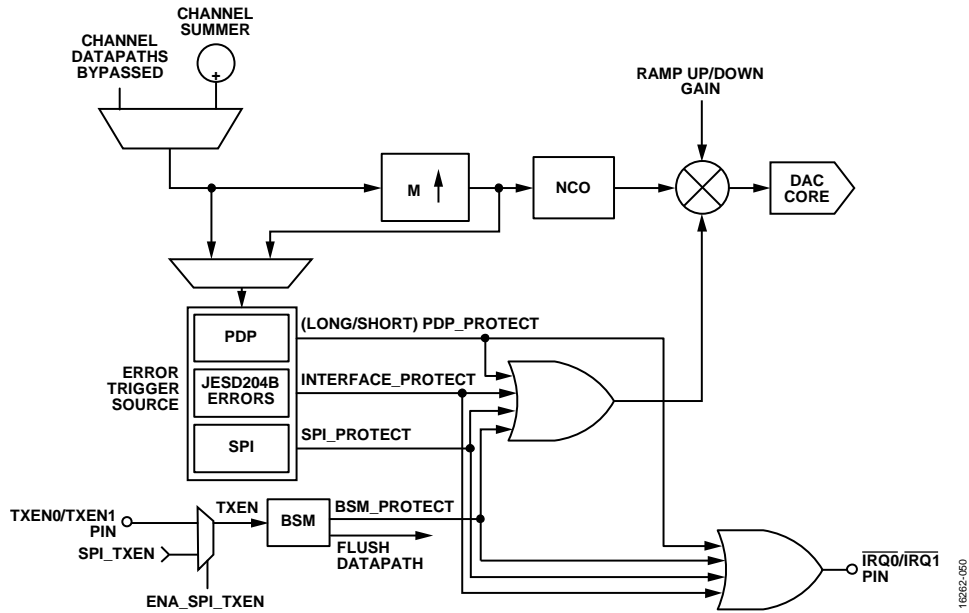 CHANNEL
DATAPATHS
BYPASSED
CHANNEL
SUMMER
+
RAMP UP/DOWN
GAIN
M
NCO
DAC
CORE
ERROR
TRIGGER
SOURCE
PDP
JESD204B
ERRORS
SPI
(LONG/SHORT) PDP_PROTECT
INTERFACE_PROTECT
SPI_PROTECT
TXEN0/TXEN1
PIN
SPI_TXEN
ENA_SPI_TXEN
TXEN
BSM
BSM_PROTECT
FLUSH
DATAPATH
IRQ0/IRQ1
PIN
16262-050